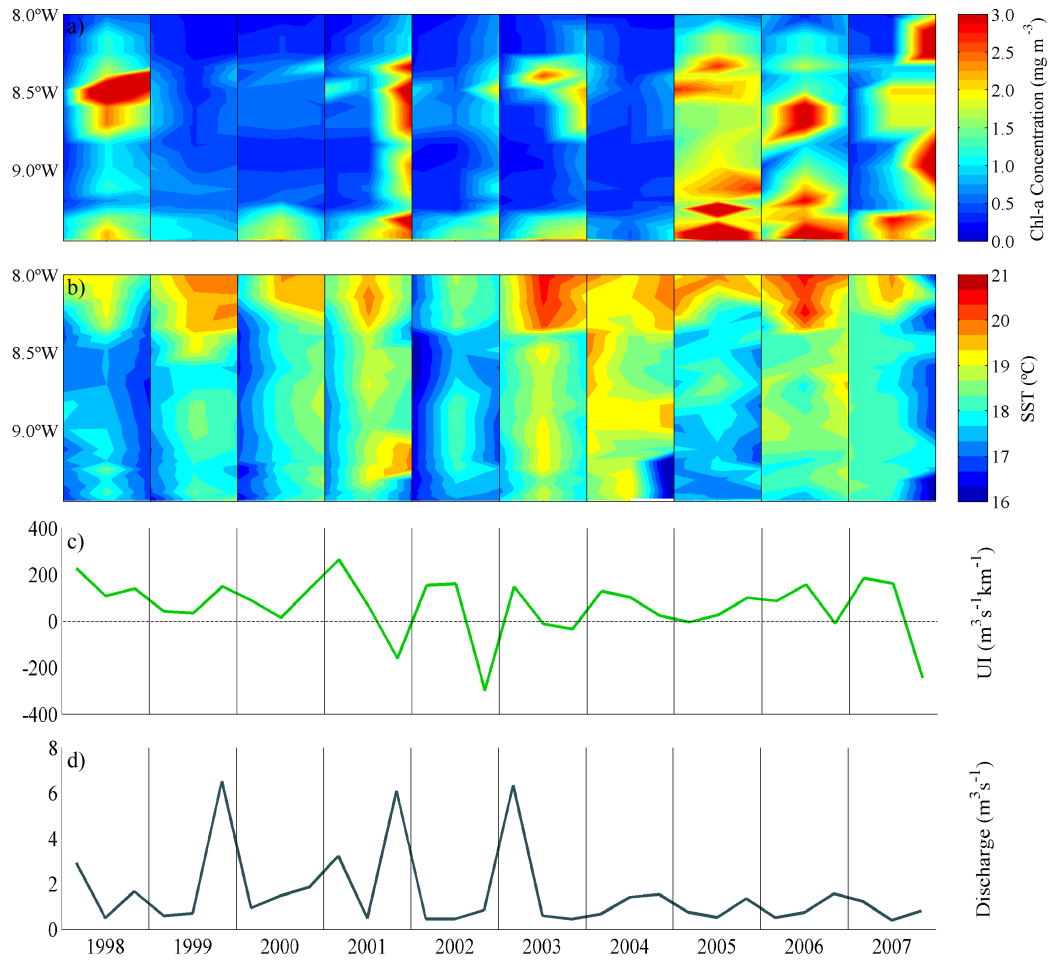 a)
8.0ºW
8.5ºW
9.0ºW
3.0
2.5
2.0
1.5
1.0
0.5
0.0
Chl-a Concentration (mg m⁻³)
b)
8.0ºW
8.5ºW
9.0ºW
21
20
19
18
17
16
SST (ºC)
c)
400
200
0
-200
-400
UI (m³s⁻¹km⁻¹)
d)
8
6
4
2
0
Discharge (m³s⁻¹)
1998 1999 2000 2001 2002 2003 2004 2005 2006 2007